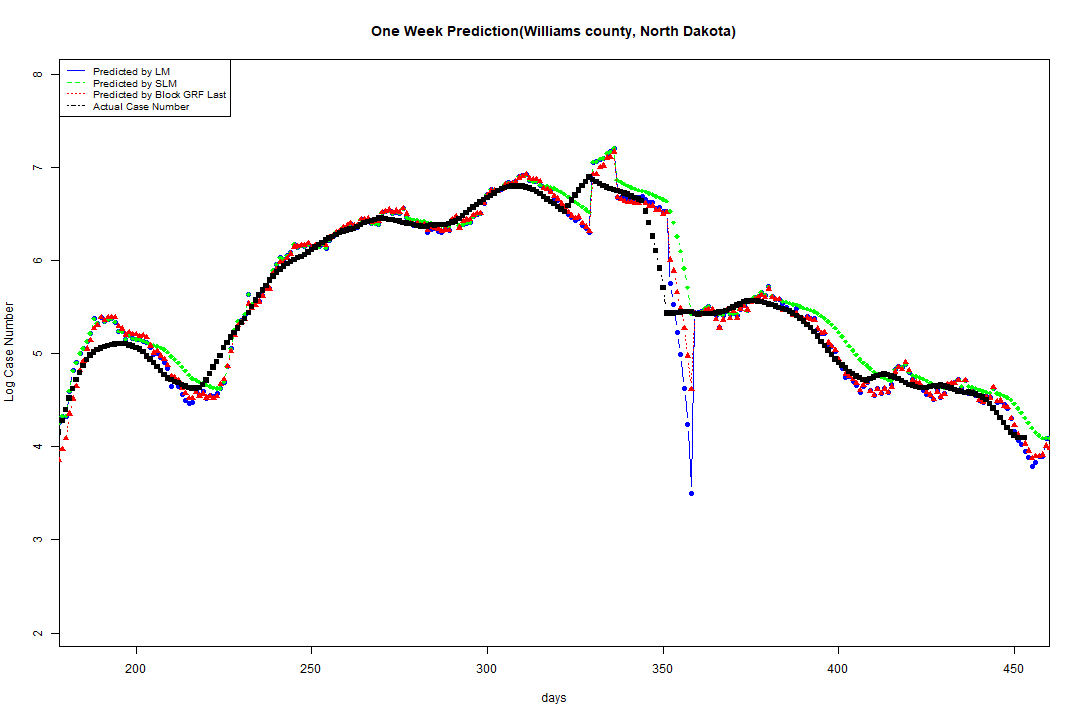 One Week Prediction(Williams county, North Dakota)
Predicted by LM
Predicted by SLM
Predicted by Block GRF Last
Actual Case Number
8
7
6
5
4
3
2
Log Case Number
200 250 300 350 400 450
days